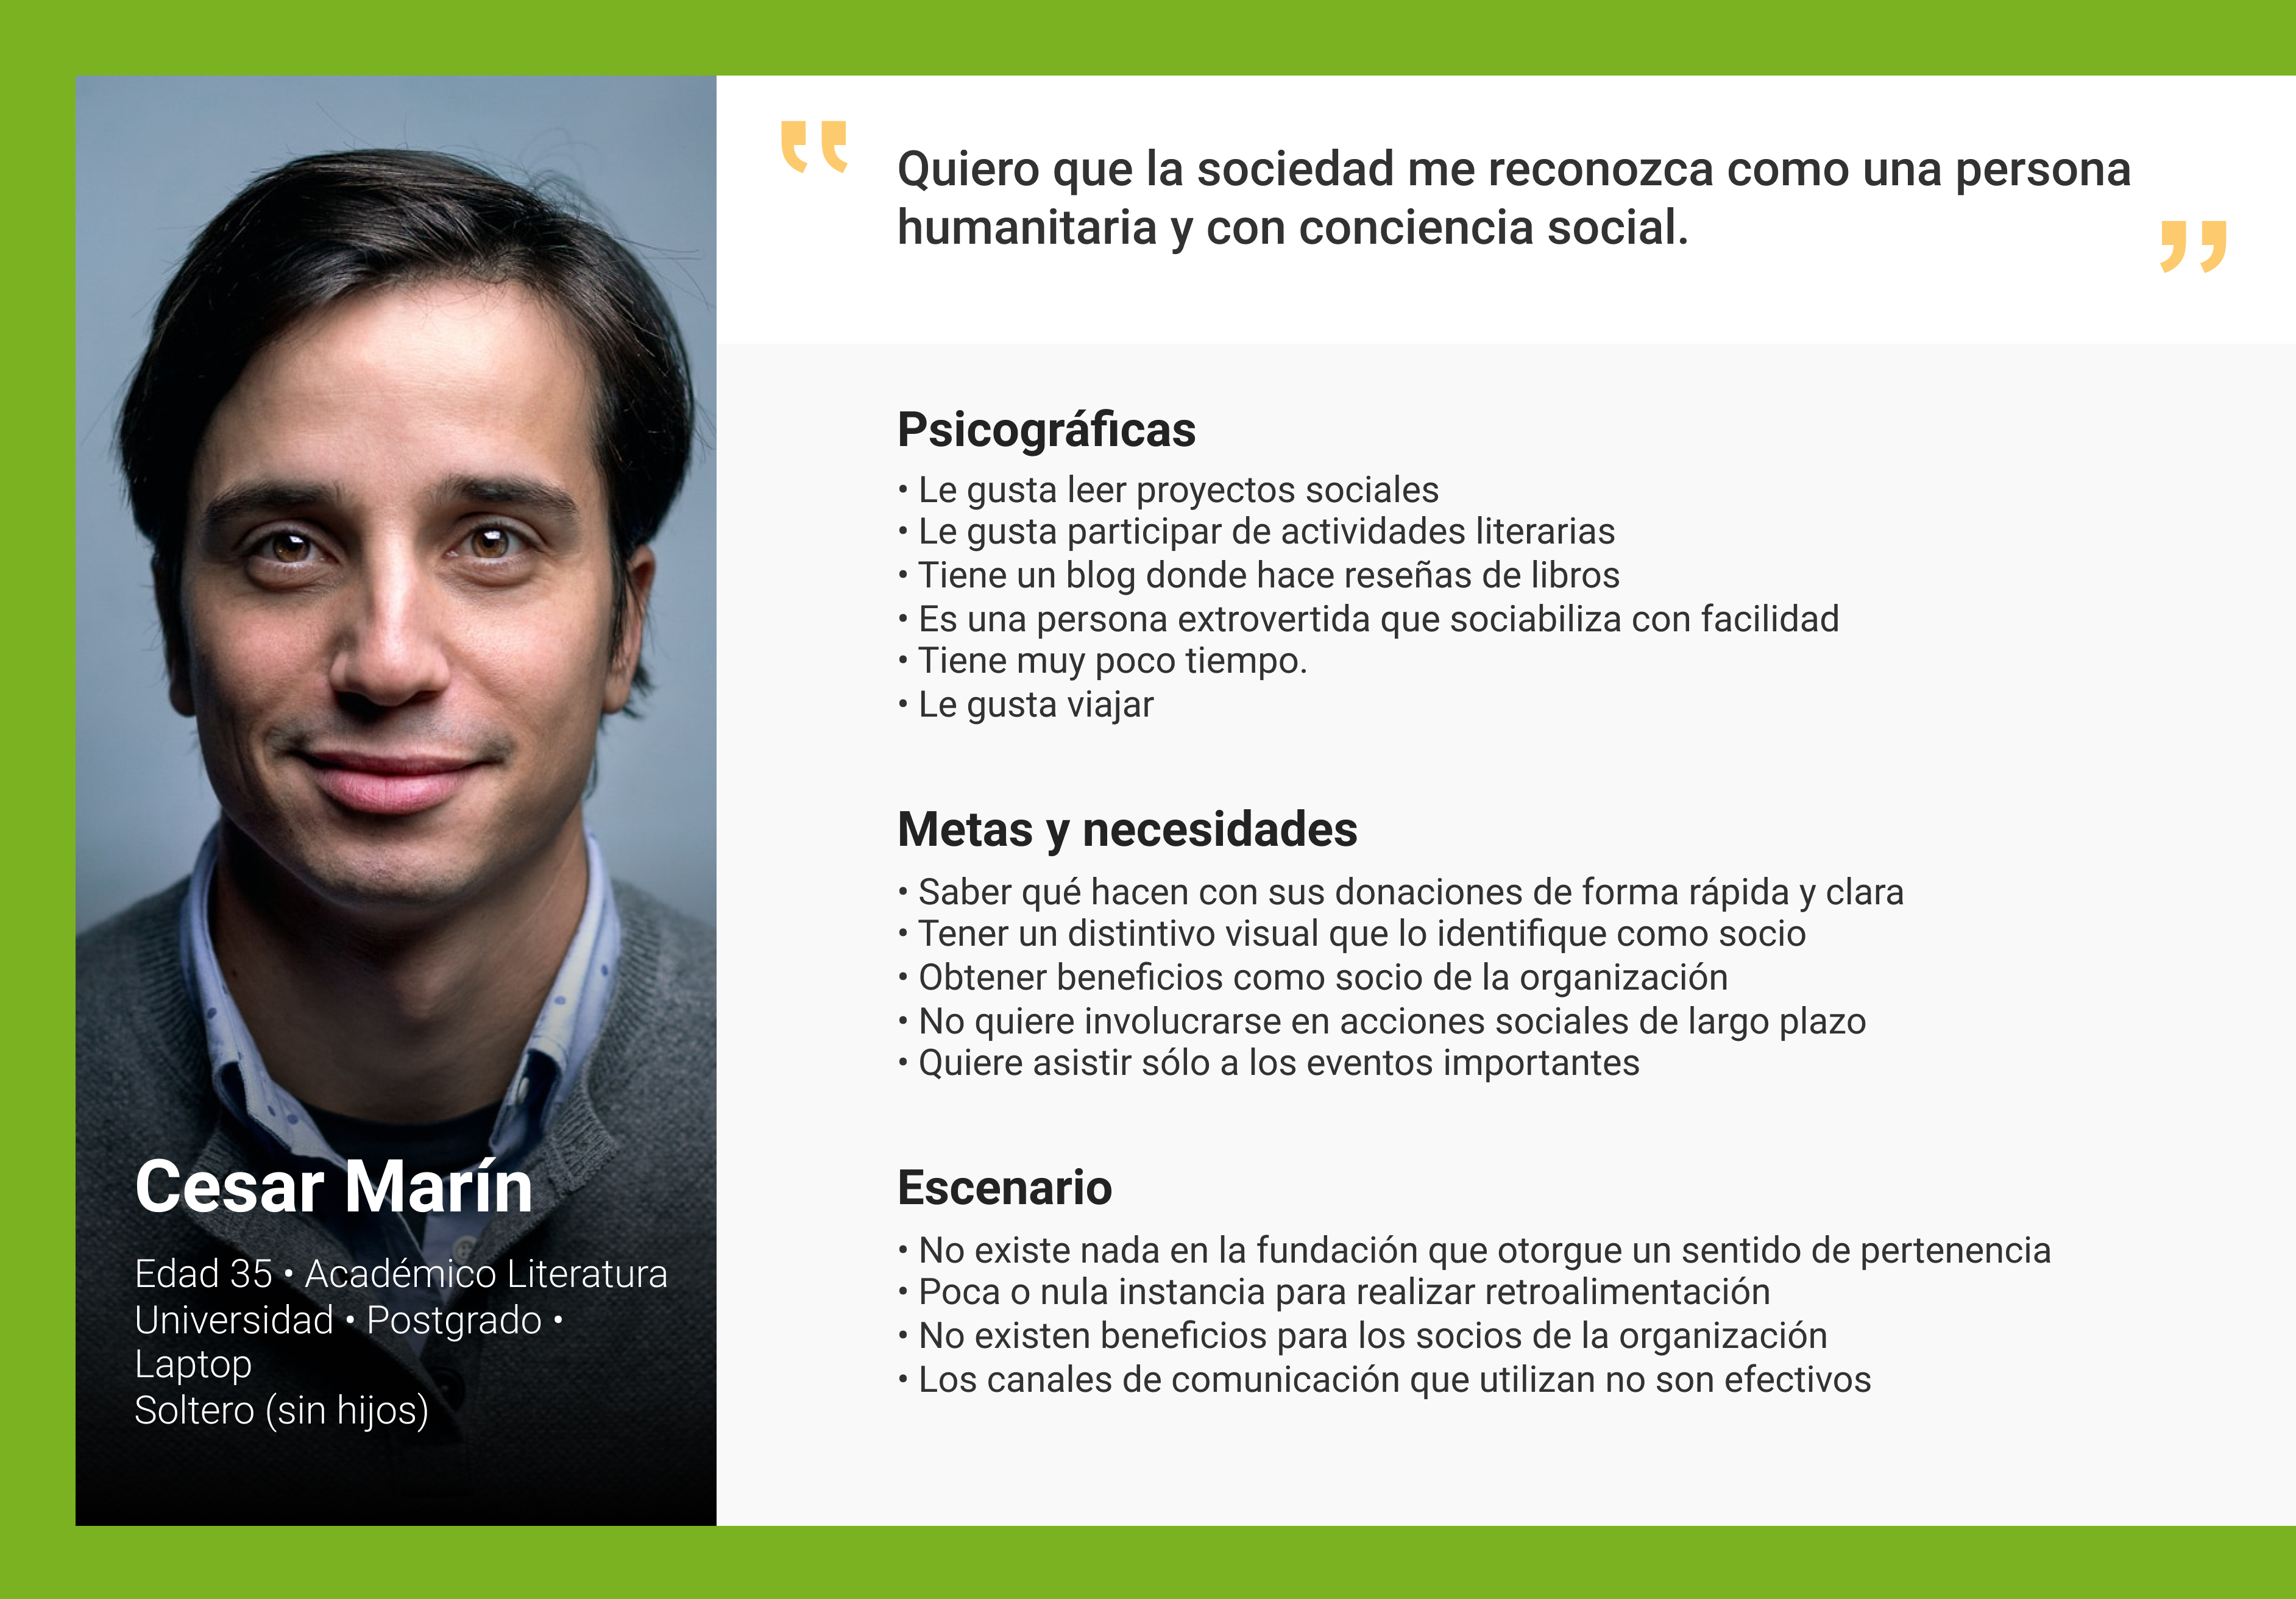 Quiero que la sociedad me reconozca como una persona
humanitaria y con conciencia social.
Psicográficas
• Le gusta leer proyectos sociales
• Le gusta participar de actividades literarias
• Tiene un blog donde hace reseñas de libros
• Es una persona extrovertida que sociabiliza con facilidad
• Tiene muy poco tiempo.
• Le gusta viajar
Metas y necesidades
• Saber qué hacen con sus donaciones de forma rápida y clara
• Tener un distintivo visual que lo identifique como socio
• Obtener beneficios como socio de la organización
• No quiere involucrarse en acciones sociales de largo plazo
• Quiere asistir sólo a los eventos importantes
Escenario
• No existe nada en la fundación que otorgue un sentido de pertenencia
• Poca o nula instancia para realizar retroalimentación
• No existen beneficios para los socios de la organización
• Los canales de comunicación que utilizan no son efectivos
Cesar Marín
Edad 35 • Académico Literatura
Universidad • Postgrado •
Laptop
Soltero (sin hijos)